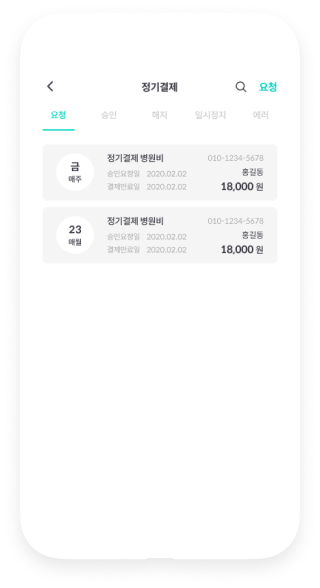 정기결제 요청
요청 승인 해지 일시정지 에러
금 매주
정기결제 병원비 010-1234-5678
승인요청일 2020.02.02 홍길동
결제만료일 2020.02.02 18,000 원
23 매월
정기결제 병원비 010-1234-5678
승인요청일 2020.02.02 홍길동
결제만료일 2020.02.02 18,000 원